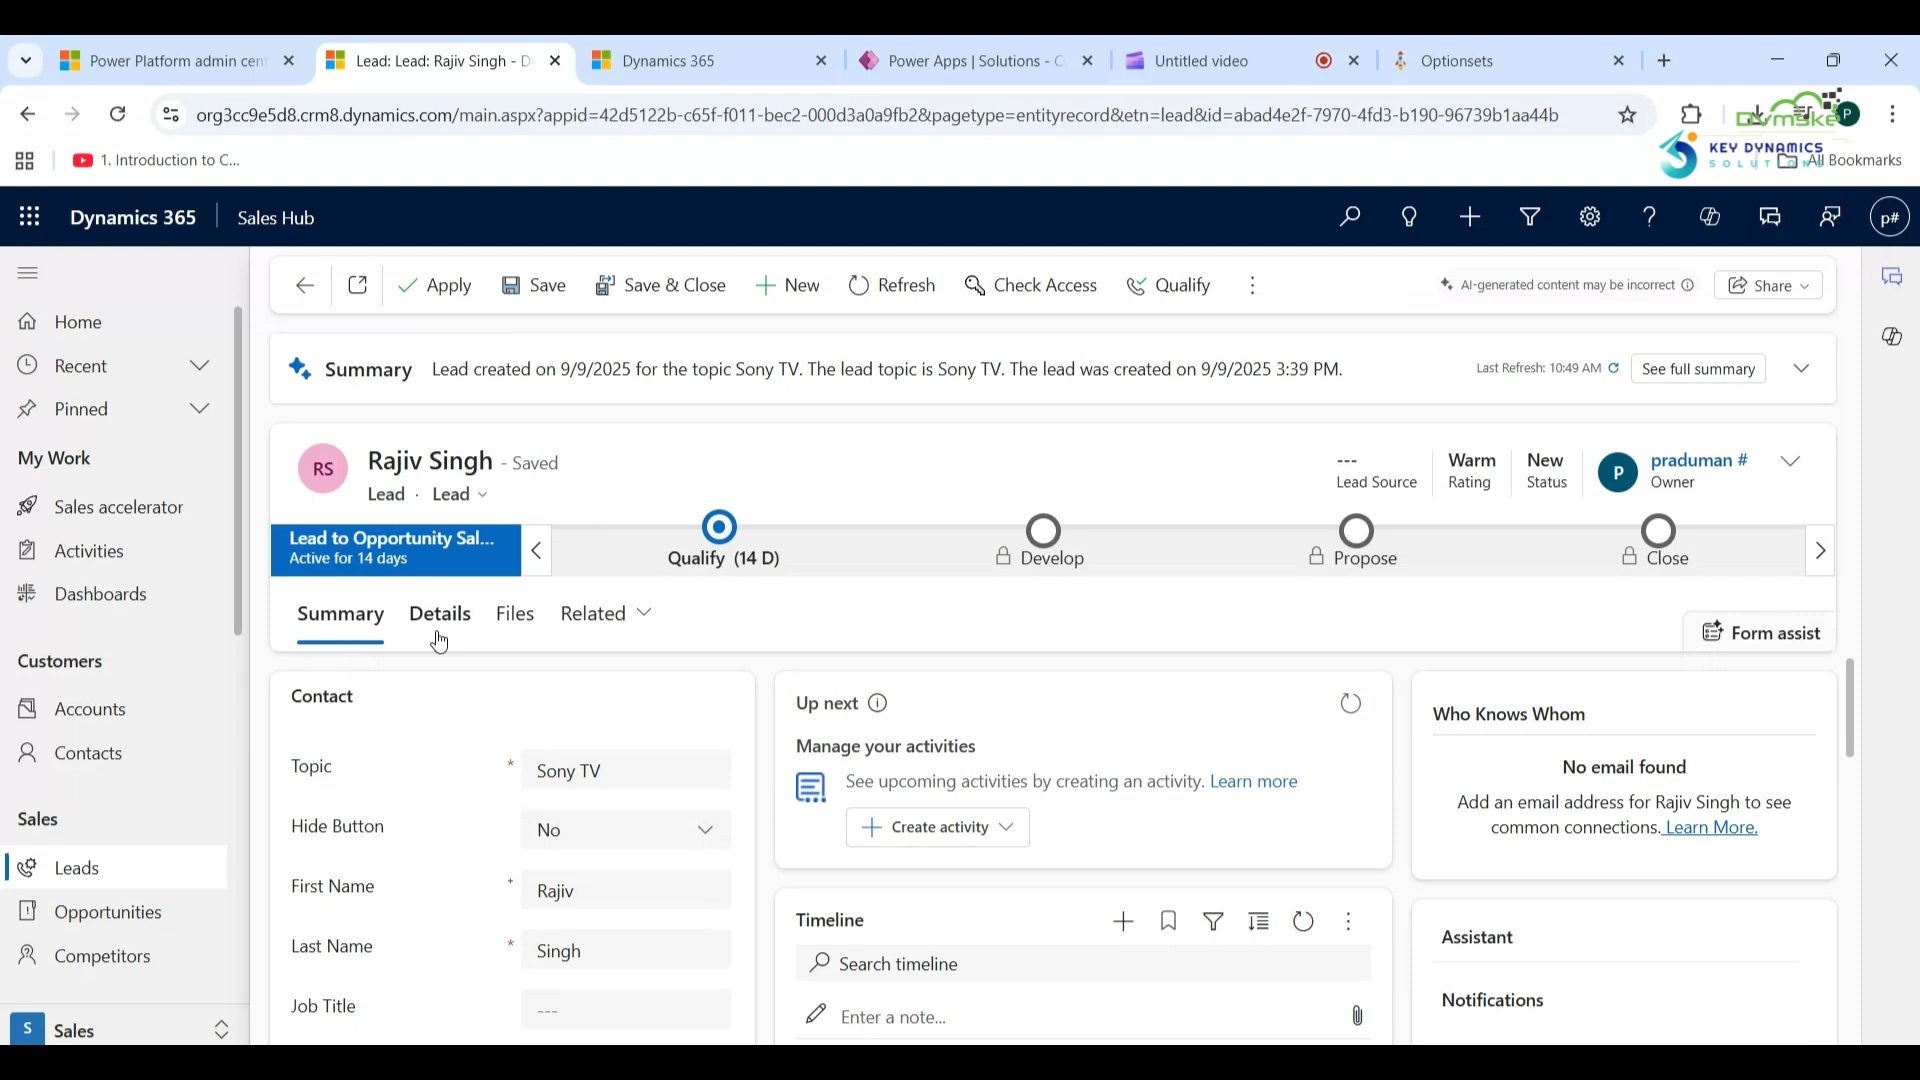 Power Platform admin cent
Lead: Lead: Rajiv Singh - D
Dynamics 365
Power Apps | Solutions - C
Untitled video
Optionsets
org3cc9e5d8.crm8.dynamics.com/main.aspx?appid=42d5122b-c65f-f011-bec2-000d3a0a9fb2&pagetype=entityrecord&etn=lead&id=abad4e2f-7970-4fd3-b190-96739b1aa44b
P
1. Introduction to C...
KEY DYNAMICS
SOLUTIONS
All Bookmarks
Dynamics 365
Sales Hub
p#
Apply
Save
Save & Close
New
Refresh
Check Access
Qualify
AI-generated content may be incorrect
Share
Home
Recent
Pinned
My Work
Sales accelerator
Activities
Dashboards
Customers
Accounts
Contacts
Sales
Leads
Opportunities
Competitors
S
Sales
Summary
Lead created on 9/9/2025 for the topic Sony TV. The lead topic is Sony TV. The lead was created on 9/9/2025 3:39 PM.
Last Refresh: 10:49 AM
See full summary
RS
Rajiv Singh - Saved
Lead · Lead
---
Lead Source
Warm
Rating
New
Status
P
praduman #
Owner
Lead to Opportunity Sal...
Active for 14 days
Qualify (14 D)
Develop
Propose
Close
Summary
Details
Files
Related
Form assist
Contact
Topic * Sony TV
Hide Button No
First Name + Rajiv
Last Name * Singh
Job Title ---
Up next
Manage your activities
See upcoming activities by creating an activity. Learn more
Create activity
Timeline
Search timeline
Enter a note...
Who Knows Whom
No email found
Add an email address for Rajiv Singh to see
common connections. Learn More.
Assistant
Notifications